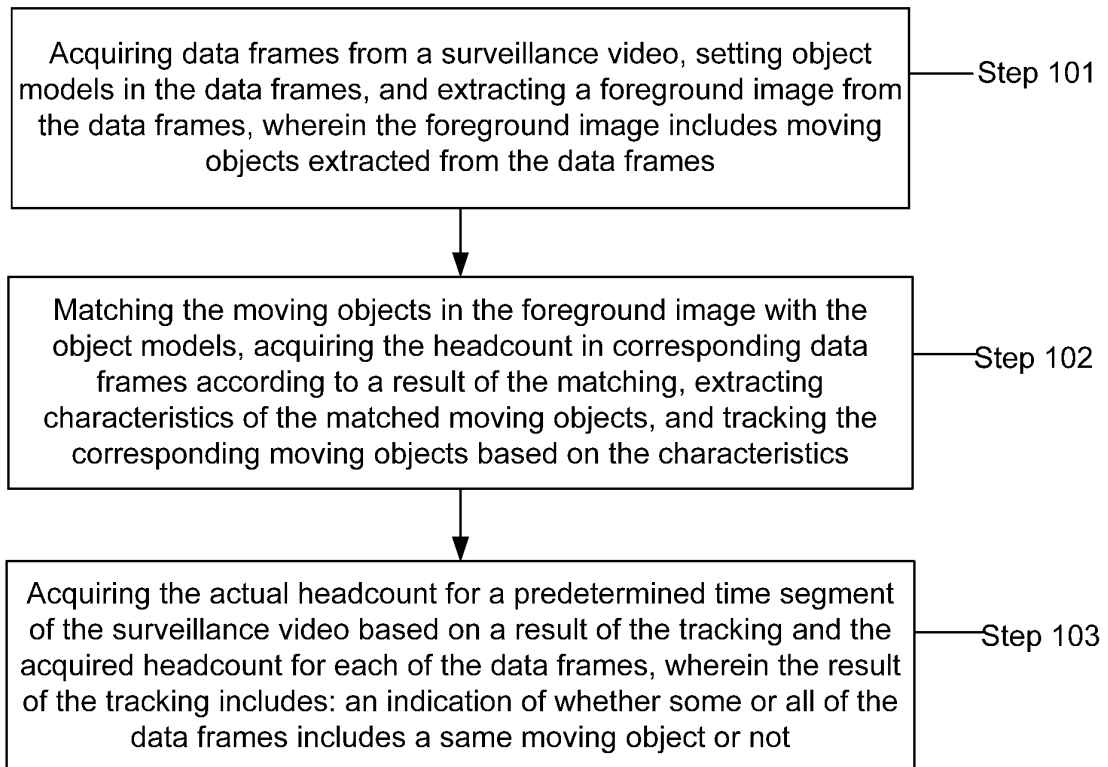 Acquiring data frames from a surveillance video, setting object
models in the data frames, and extracting a foreground image from
the data frames, wherein the foreground image includes moving
objects extracted from the data frames
Step 101
Matching the moving objects in the foreground image with the
object models, acquiring the headcount in corresponding data
frames according to a result of the matching, extracting
characteristics of the matched moving objects, and tracking the
corresponding moving objects based on the characteristics
Step 102
Acquiring the actual headcount for a predetermined time segment
of the surveillance video based on a result of the tracking and the
acquired headcount for each of the data frames, wherein the result
of the tracking includes: an indication of whether some or all of the
data frames includes a same moving object or not
Step 103